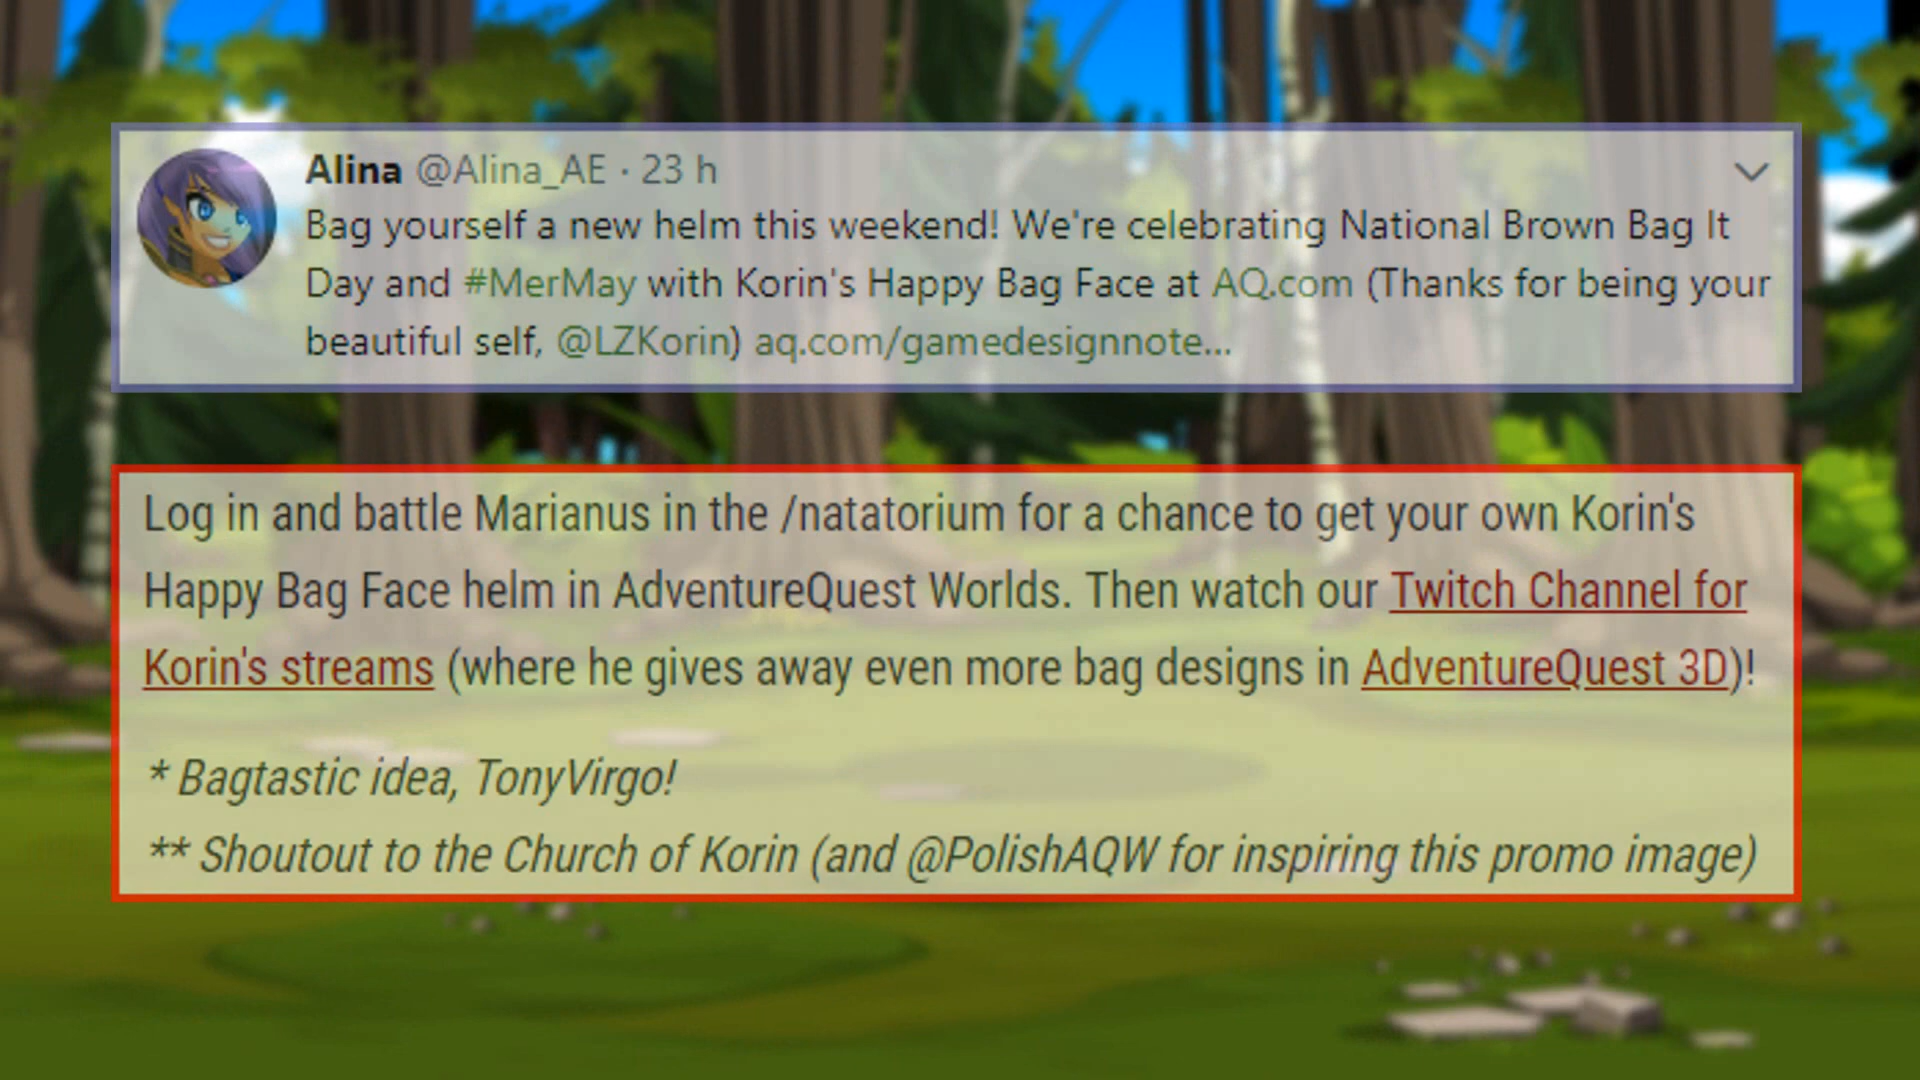 Alina @Alina_AE · 23 h
Bag yourself a new helm this weekend! We're celebrating National Brown Bag It
Day and #MerMay with Korin's Happy Bag Face at AQ.com (Thanks for being your
beautiful self, @LZKorin) aq.com/gamedesignnote...
Log in and battle Marianus in the /natatorium for a chance to get your own Korin's
Happy Bag Face helm in AdventureQuest Worlds. Then watch our Twitch Channel for
Korin's streams (where he gives away even more bag designs in AdventureQuest 3D)!
* Bagtastic idea, TonyVirgo!
** Shoutout to the Church of Korin (and @PolishAQW for inspiring this promo image)